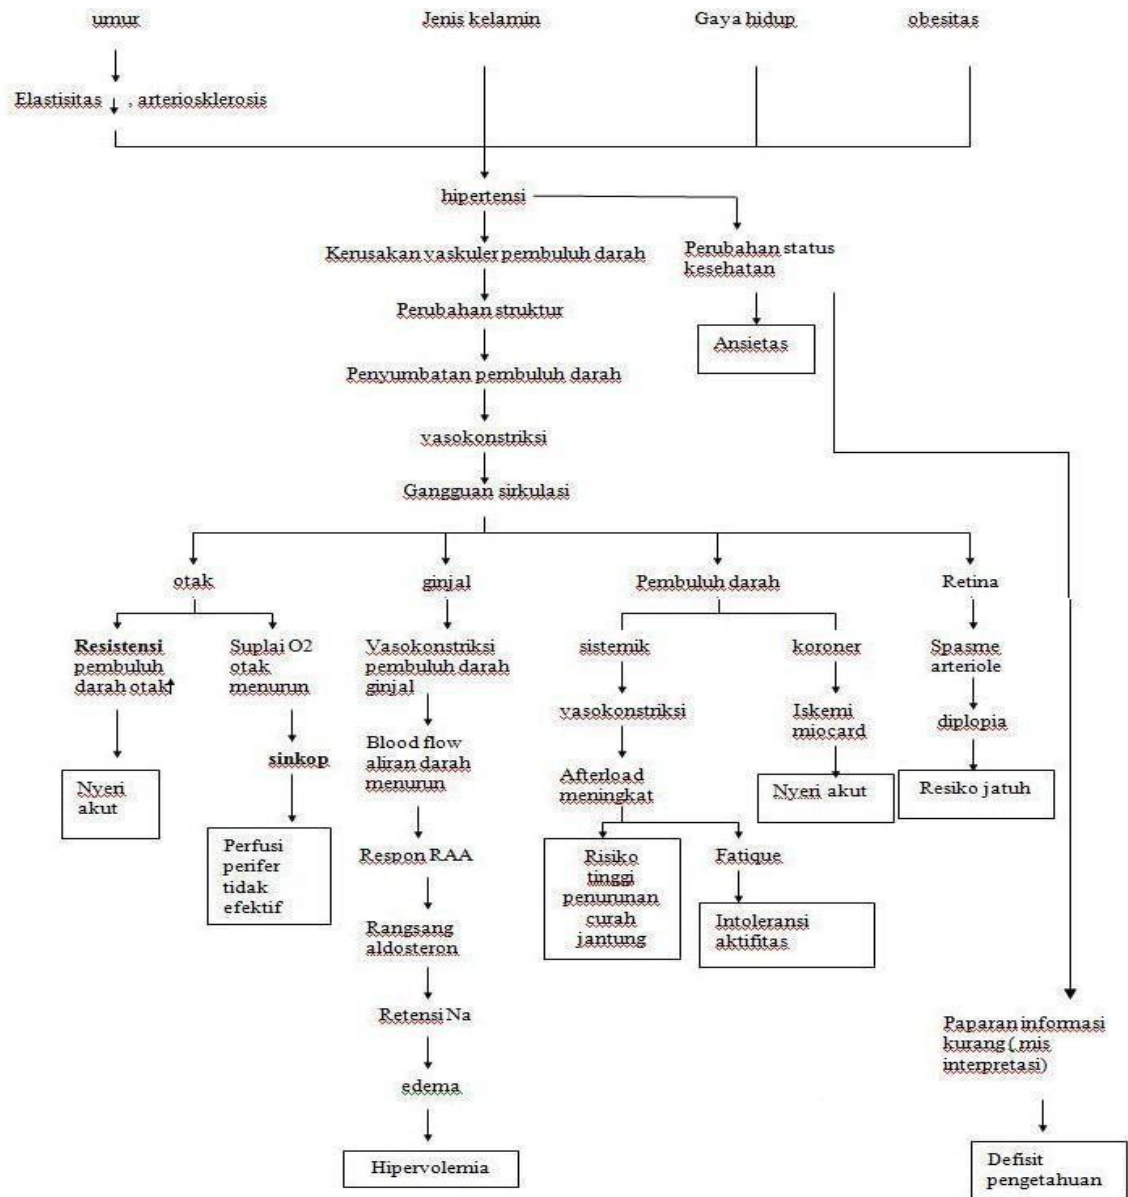 umur
Jenis kelamin
Gaya hidup
obesitas
Elastisitas ↓ , arteriosklerosis
hipertensi
Kerusakan vaskuler pembuluh darah
Perubahan status
kesehatan
Perubahan struktur
Ansietas
Penyumbatan pembuluh darah
vasokonstriksi
Gangguan sirkulasi
otak
ginjal
Pembuluh darah
Retina
Resistensi
pembuluh
darah otak↑
Suplai O2
otak
menurun
Vasokonstriksi
pembuluh darah
ginjal
sistemik
koroner
Spasme
arteriole
vasokonstriksi
Iskemi
miocard
diplopia
sinkop
Blood flow
aliran darah
menurun
Afterload
meningkat
Nyeri
akut
Nyeri akut
Resiko jatuh
Perfusi
perifer
tidak
efektif
Respon RAA
Risiko
tinggi
penurunan
curah
jantung
Fatique
Intoleransi
aktifitas
Rangsang
aldosteron
Retensi Na
Paparan informasi
kurang ( mis
interpretasi)
edema
Hipervolemia
Defisit
pengetahuan